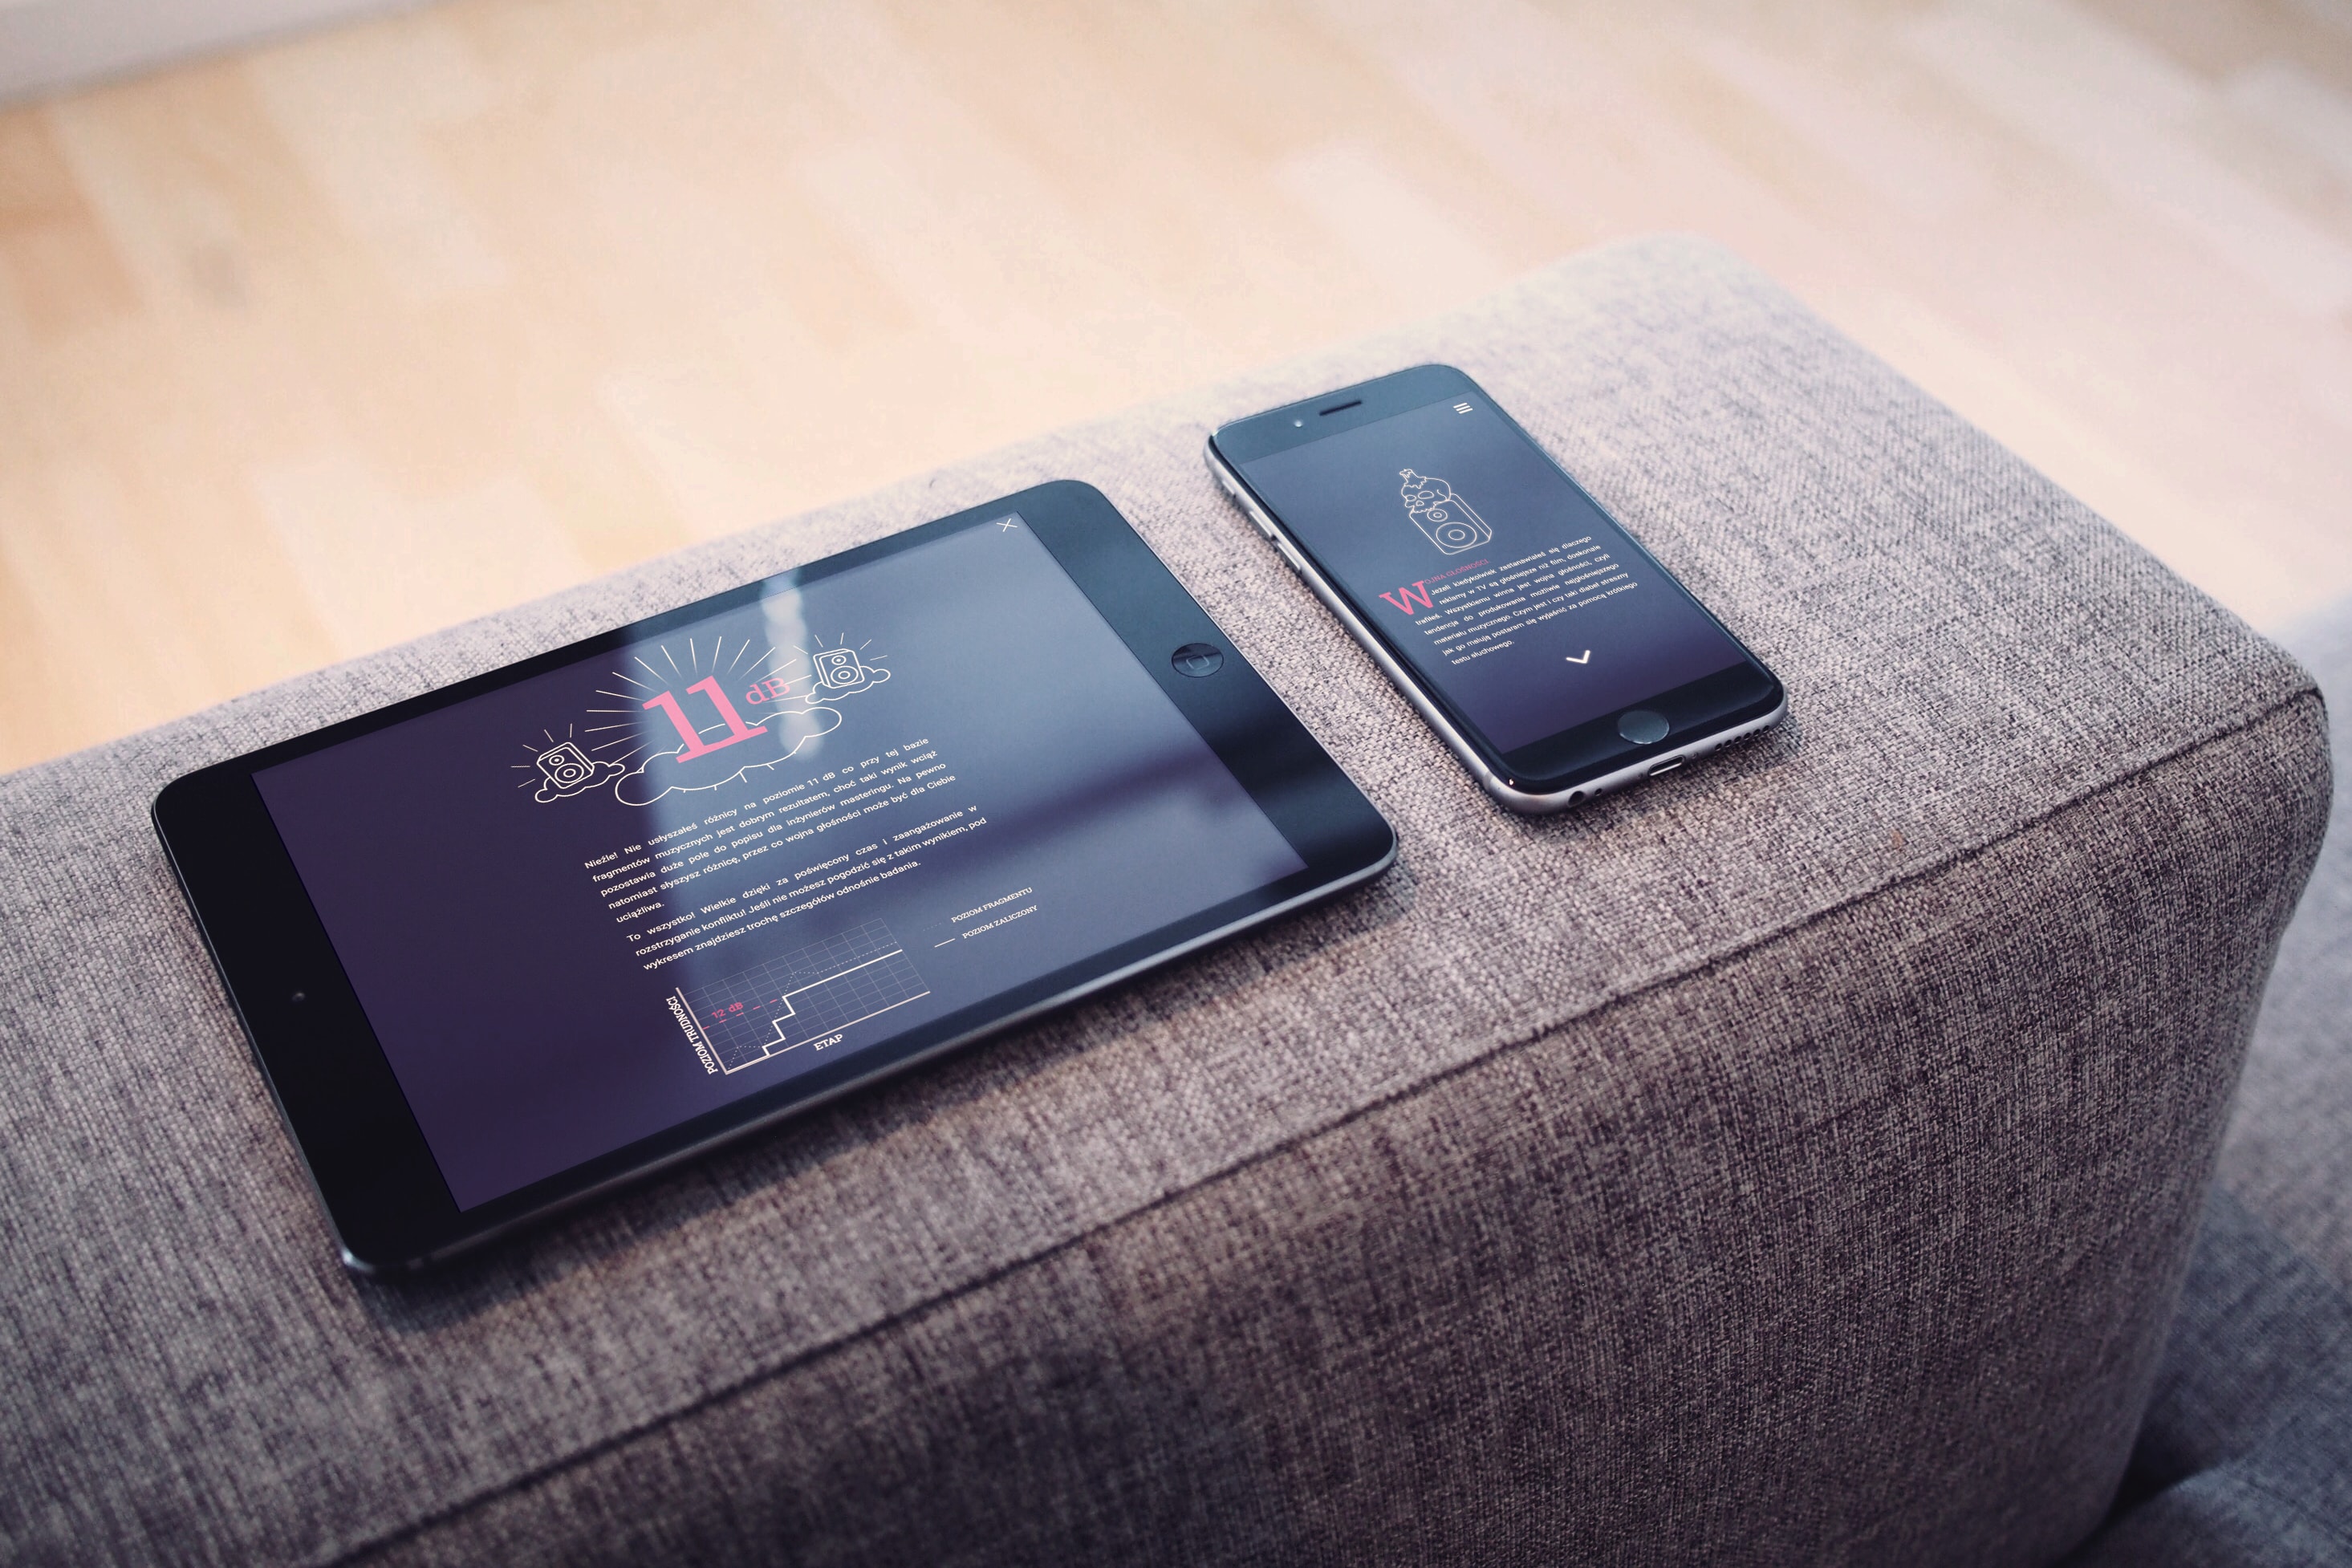 11 dB
Nieźle! Nie usłyszałeś różnicy na poziomie 11 dB co przy tej bazie
fragmentów muzycznych jest dobrym rezultatem, choć taki wynik wciąż
pozostawia duże pole do popisu dla inżynierów masteringu. Na pewno
natomiast słyszysz różnicę, przez co wojna głośności może być dla Ciebie
uciążliwa.
To wszystko! Wielkie dzięki za poświęcony czas i zaangażowanie w
rozstrzyganie konfliktu! Jeśli nie możesz pogodzić się z takim wynikiem, pod
wykresem znajdziesz trochę szczegółów odnośnie badania.
POZIOM FRAGMENTU
POZIOM ZALICZONY
POZIOM TRUDNOŚCI
12 dB
ETAP
WOJNA GŁOŚNOŚCI
Jeżeli kiedykolwiek zastanawiałeś się dlaczego
reklamy w TV są głośniejsze niż film, doskonale
trafiłeś. Wszystkiemu winna jest wojna głośności, czyli
tendencja do produkowania możliwie najgłośniejszego
materiału muzycznego. Czym jest i czy taki diabeł straszny
jak go malują postaram się wyjaśnić za pomocą krótkiego
testu słuchowego.